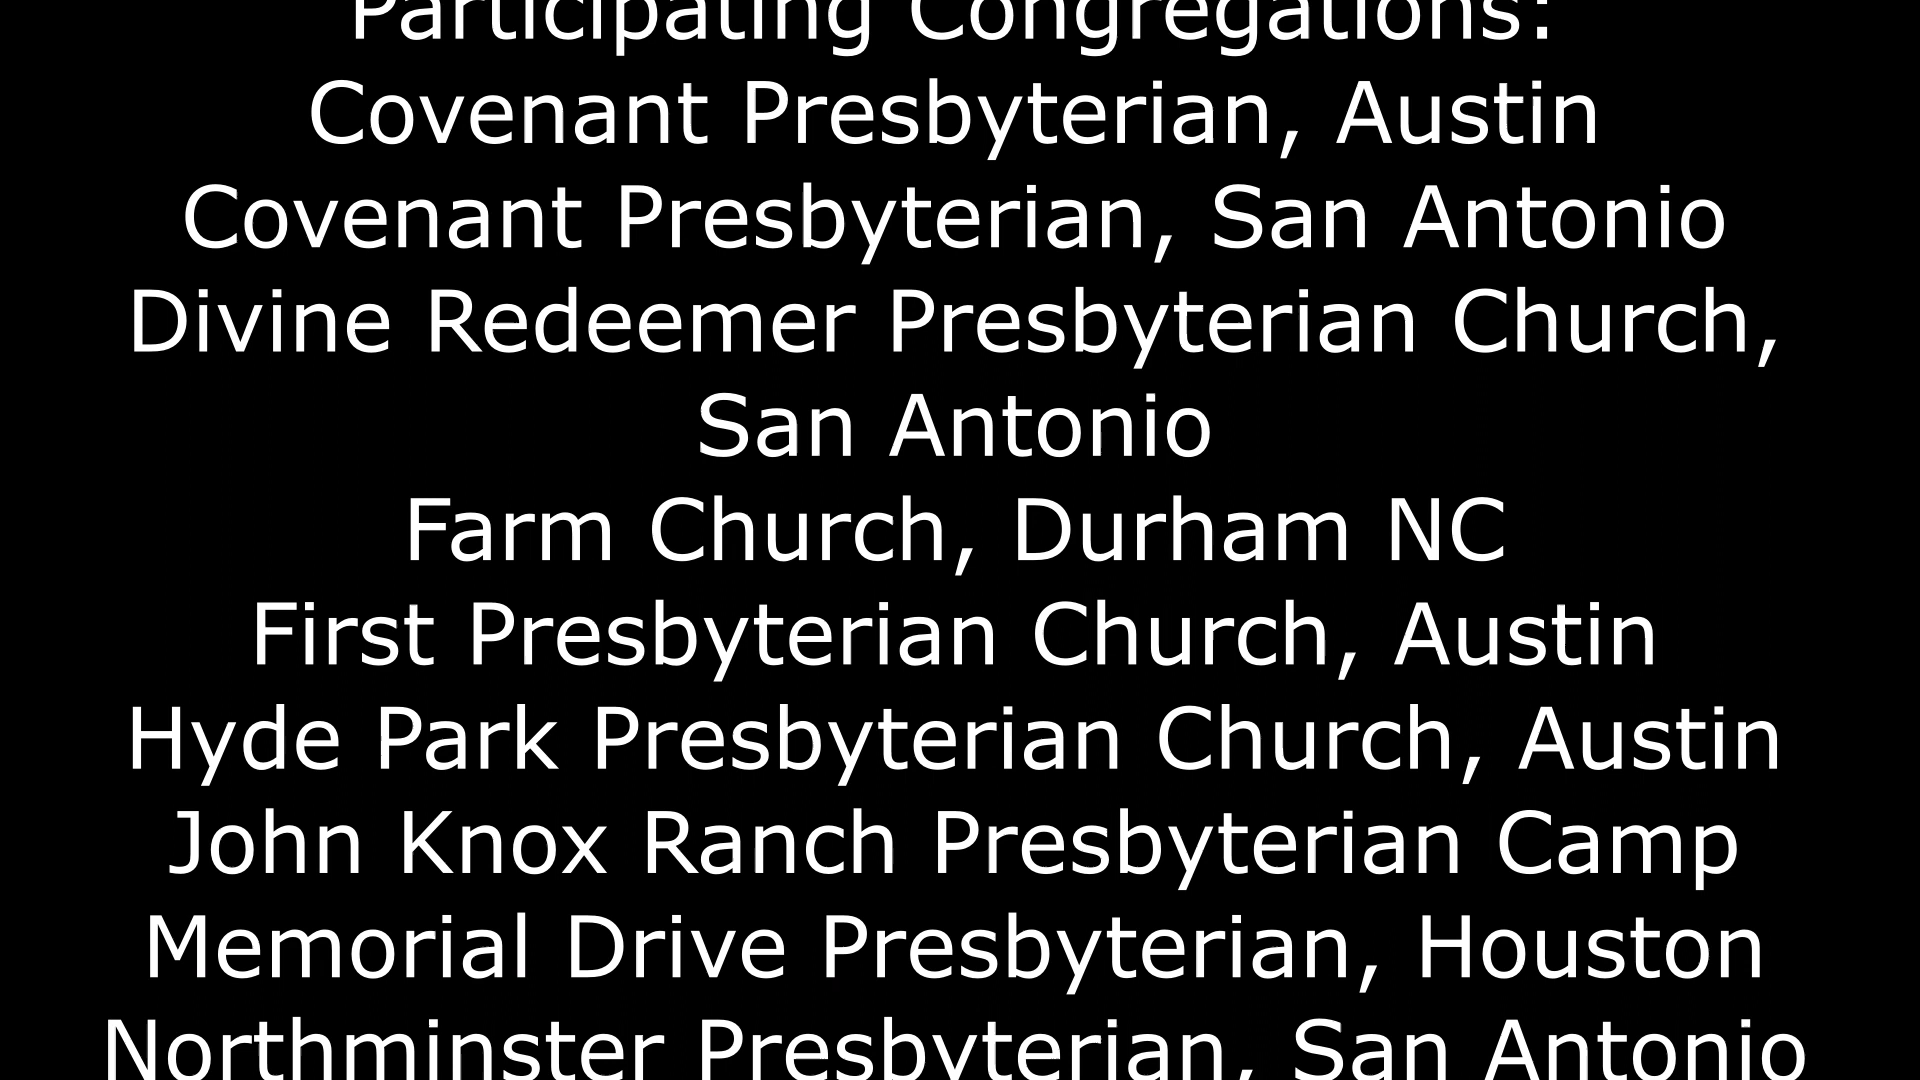 Participating Congregations:
Covenant Presbyterian, Austin
Covenant Presbyterian, San Antonio
Divine Redeemer Presbyterian Church,
San Antonio
Farm Church, Durham NC
First Presbyterian Church, Austin
Hyde Park Presbyterian Church, Austin
John Knox Ranch Presbyterian Camp
Memorial Drive Presbyterian, Houston
Northminster Presbyterian, San Antonio